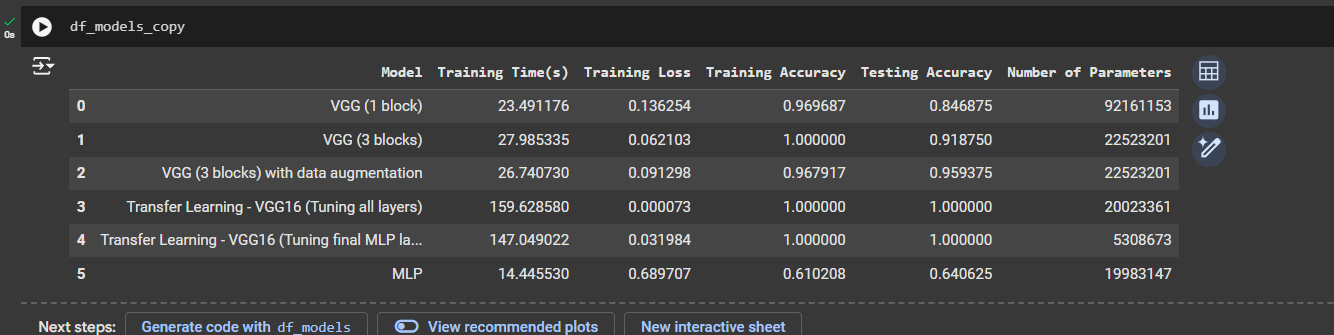 df_models_copy
0s
Model Training Time(s) Training Loss Training Accuracy Testing Accuracy Number of Parameters
0 VGG (1 block) 23.491176 0.136254 0.969687 0.846875 92161153
1 VGG (3 blocks) 27.985335 0.062103 1.000000 0.918750 22523201
2 VGG (3 blocks) with data augmentation 26.740730 0.091298 0.967917 0.959375 22523201
3 Transfer Learning - VGG16 (Tuning all layers) 159.628580 0.000073 1.000000 1.000000 20023361
4 Transfer Learning - VGG16 (Tuning final MLP la... 147.049022 0.031984 1.000000 1.000000 5308673
5 MLP 14.445530 0.689707 0.610208 0.640625 19983147
Next steps: Generate code with df_models View recommended plots New interactive sheet